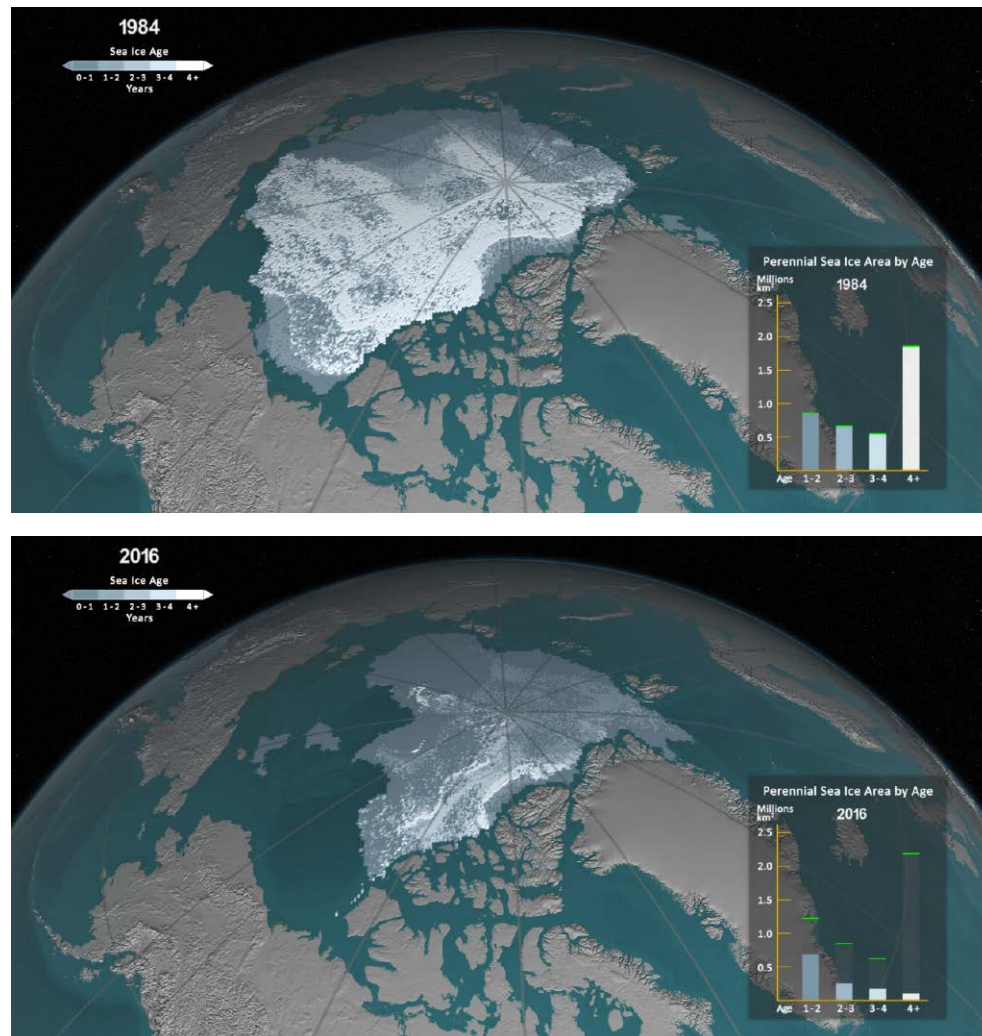 1984
Sea Ice Age
0-1 1-2 2-3 3-4 4+
Years
Perennial Sea Ice Area by Age
Millions
km²
1984
2.5
2.0
1.5
1.0
0.5
Age 1-2 2-3 3-4 4+
2016
Sea Ice Age
0-1 1-2 2-3 3-4 4+
Years
Perennial Sea Ice Area by Age
Millions
km²
2016
2.5
2.0
1.5
1.0
0.5
Age 1-2 2-3 3-4 4+